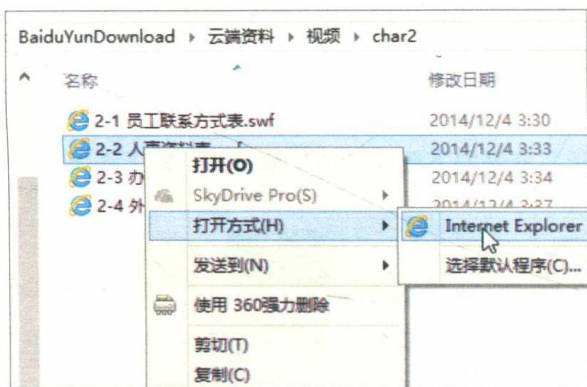 BaiduYunDownload ▸ 云端资料 ▸ 视频 ▸ char2
名称 修改日期
2-1 员工联系方式表.swf 2014/12/4 3:30
2-2 2014/12/4 3:33
2-3 2014/12/4 3:34
2-4 外
打开(O)
SkyDrive Pro(S)
打开方式(H)
发送到(N)
使用 360强力删除
剪切(T)
复制(C)
Internet Explorer
选择默认程序(C)...